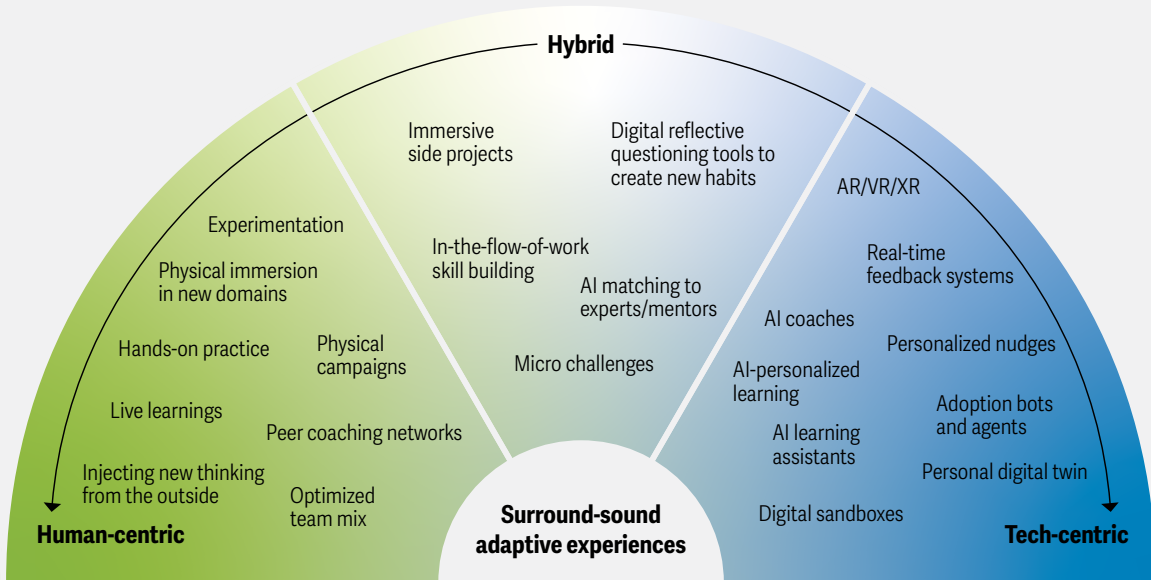 Hybrid
Immersive
side projects
Digital reflective
questioning tools to
create new habits
In-the-flow-of-work
skill building
AI matching to
experts/mentors
Micro challenges
Experimentation
Physical immersion
in new domains
Hands-on practice
Physical
campaigns
Live learnings
Peer coaching networks
Injecting new thinking
from the outside
Optimized
team mix
Human-centric
AR/VR/XR
Real-time
feedback systems
AI coaches
Personalized nudges
AI-personalized
learning
Adoption bots
and agents
AI learning
assistants
Personal digital twin
Digital sandboxes
Tech-centric
Surround-sound
adaptive experiences